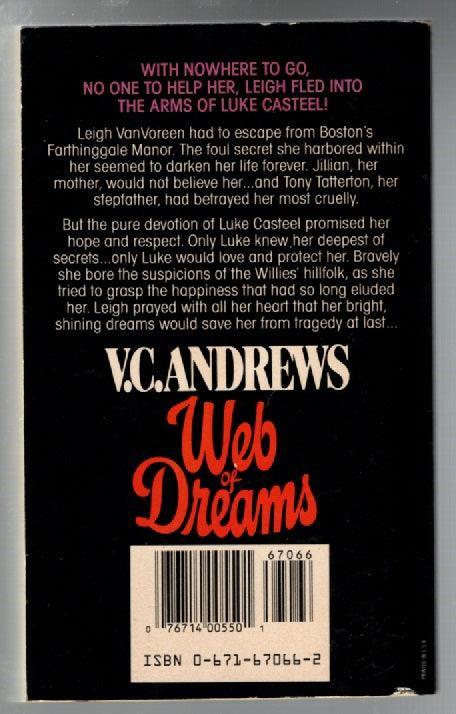 WITH NOWHERE TO GO,
NO ONE TO HELP HER, LEIGH FLED INTO
THE ARMS OF LUKE CASTEEL!
Leigh VanVoreen had to escape from Boston's
Farthinggale Manor. The foul secret she harbored within
her seemed to darken her life forever. Jillian, her
mother, would not believe her...and Tony Tatterton, her
stepfather, had betrayed her most cruelly.
But the pure devotion of Luke Casteel promised her
hope and respect. Only Luke knew her deepest of
secrets...only Luke would love and protect her. Bravely
she bore the suspicions of the Willies' hillfolk, as she
tried to grasp the happiness that had so long eluded
her. Leigh prayed with all her heart that her bright,
shining dreams would save her from tragedy at last...
V.C. ANDREWS
Web
of
Dreams
67066
0 76714 00550 1
ISBN 0-671-67066-2
PRINTED IN U.S.A.